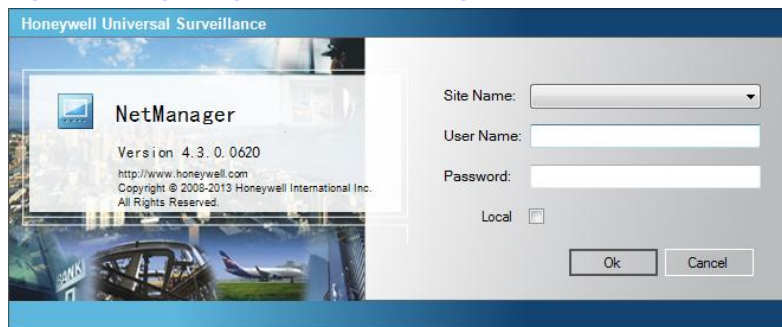 Honeywell Universal Surveillance
NetManager
Version 4.3.0.0620
http://www.honeywell.com
Copyright © 2008-2013 Honeywell International Inc.
All Rights Reserved.
BANK
Site Name:
User Name:
Password:
Local
Ok
Cancel